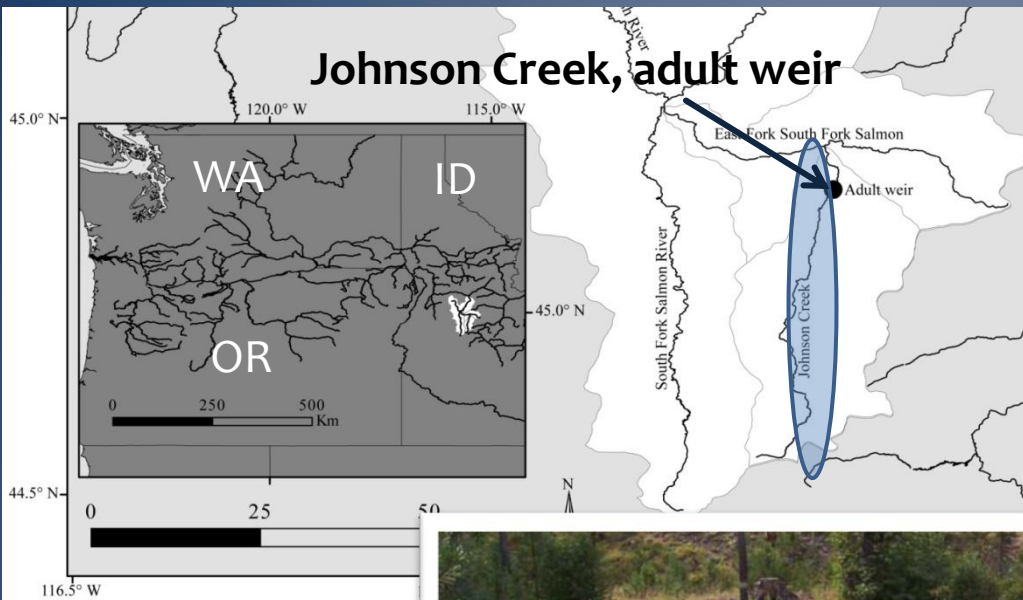 Johnson Creek, adult weir
River
45.0° N
120.0° W
115.0° W
East Fork South Fork Salmon
WA
ID
Adult weir
South Fork Salmon River
Johnson Creek
45.0° N
OR
0 250 500
Km
44.5° N
N
0 25 50
116.5° W